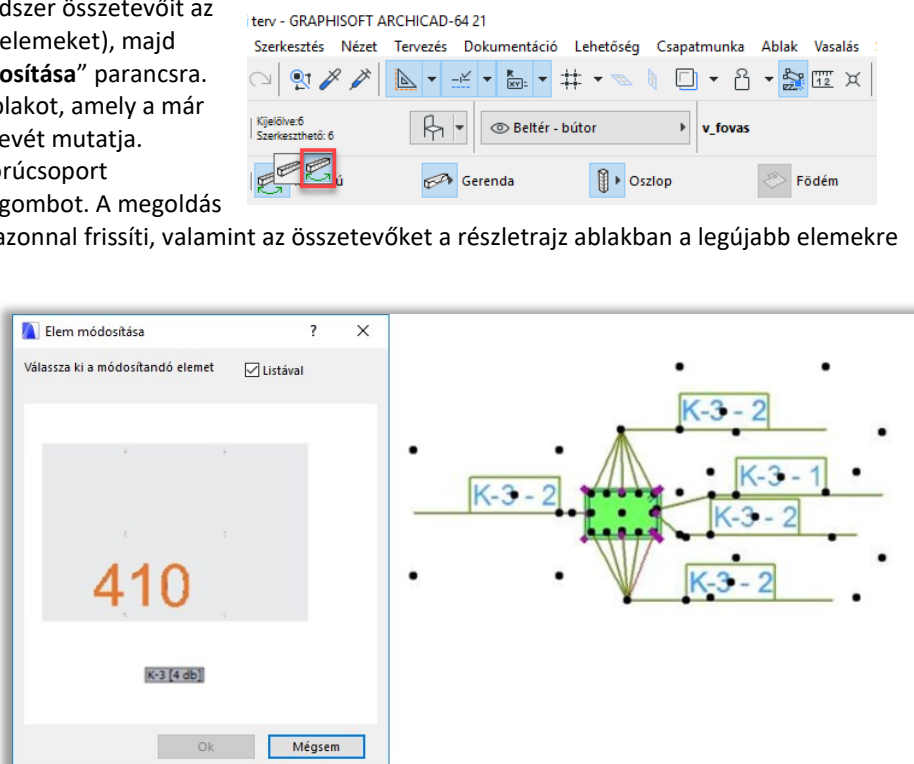 dszer összetevőit az
elemeket), majd
osítása” parancsra.
blakot, amely a már
evét mutatja.
orúcsoport
gombot. A megoldás
azonnal frissíti, valamint az összetevőket a részletrajz ablakban a legújabb elemekre
i terv - GRAPHISOFT ARCHICAD-64 21
Szerkesztés Nézet Tervezés Dokumentáció Lehetőség Csapatmunka Ablak Vasalás
Kijelölve:6
Szerkeszthető: 6
Beltér - bútor
v_fovas
ú
Gerenda
Oszlop
Födém
Elem módosítása ? X
Válassza ki a módosítandó elemet
Listával
410
K-3 [4 db]
Ok
Mégsem
K-3 - 2
K-3 - 2
K-3 - 1
K-3 - 2
K-3 - 2